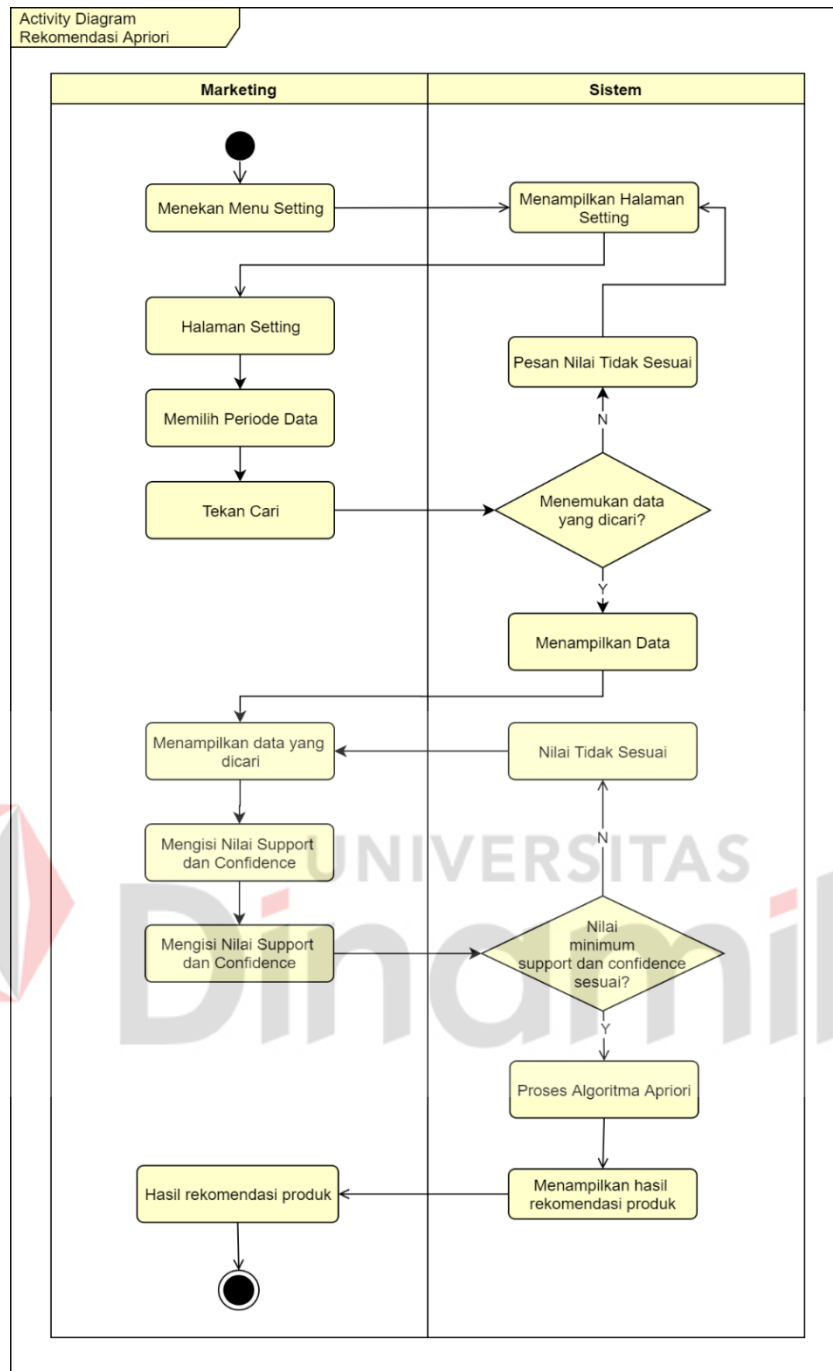 Activity Diagram
Rekomendasi Apriori
Marketing
Sistem
Menekan Menu Setting
Menampilkan Halaman
Setting
Halaman Setting
Pesan Nilai Tidak Sesuai
Memilih Periode Data
N
Tekan Cari
Menemukan data
yang dicari?
Y
Menampilkan Data
Menampilkan data yang
dicari
Nilai Tidak Sesuai
N
Mengisi Nilai Support
dan Confidence
UNIVERSITAS
Dinamik
Mengisi Nilai Support
dan Confidence
Nilai
minimum
support dan confidence
sesuai?
Y
Proses Algoritma Apriori
Hasil rekomendasi produk
Menampilkan hasil
rekomendasi produk